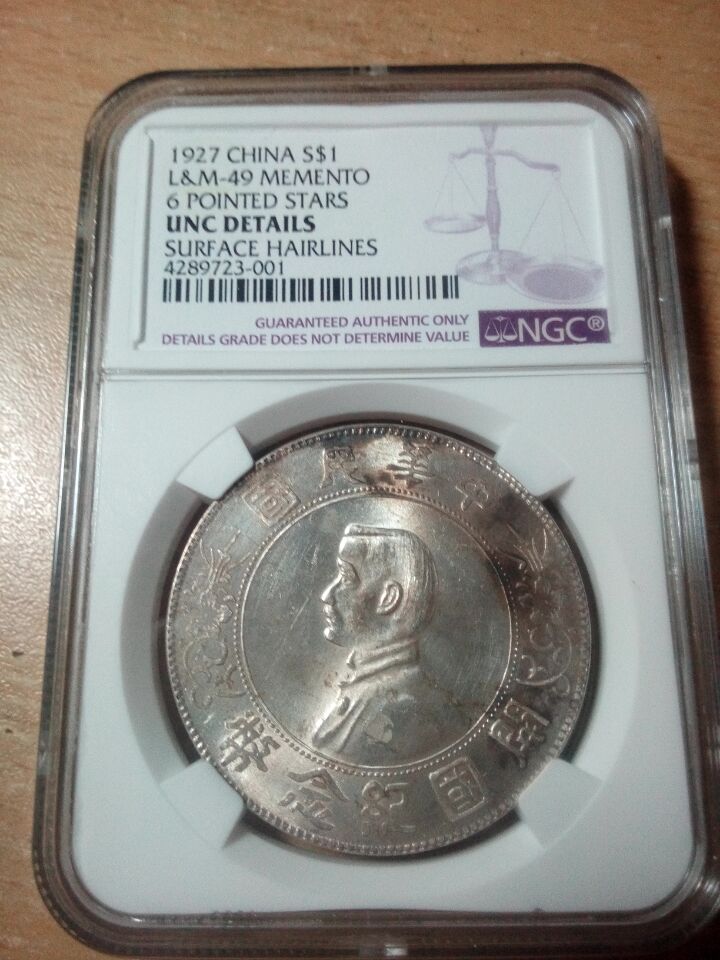 1927 CHINA S$1
L&M-49 MEMENTO
6 POINTED STARS
UNC DETAILS
SURFACE HAIRLINES
4289723-001
GUARANTEED AUTHENTIC ONLY
DETAILS GRADE DOES NOT DETERMINE VALUE
NGC®
中華民國
開國紀念幣